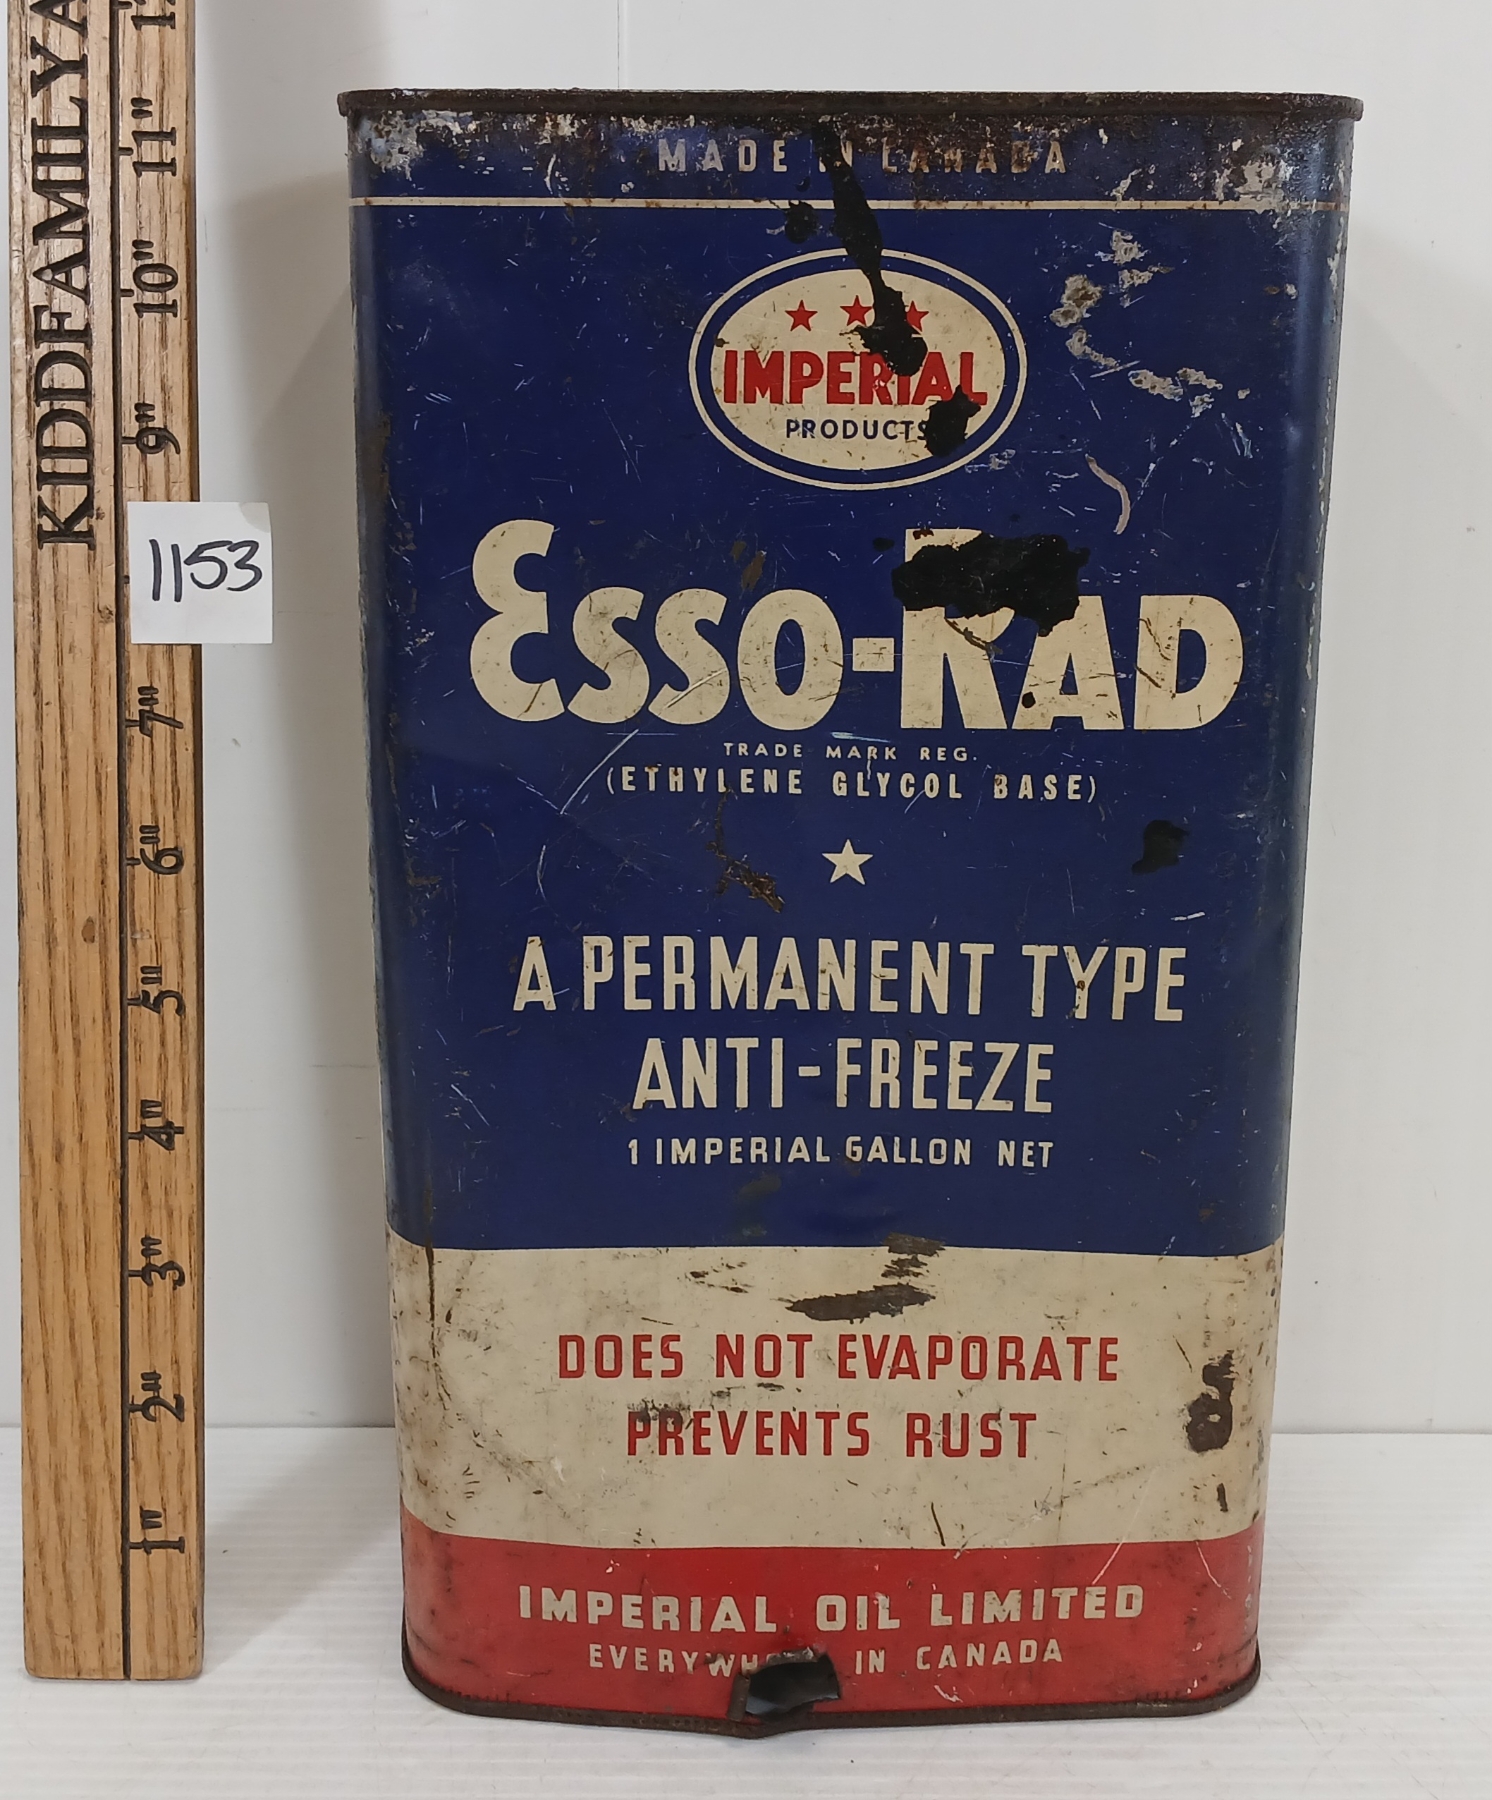 MADE IN CANADA
IMPERIAL
PRODUCTS
ESSO-RAD
TRADE MARK REG.
(ETHYLENE GLYCOL BASE)
A PERMANENT TYPE
ANTI-FREEZE
1 IMPERIAL GALLON NET
DOES NOT EVAPORATE
PREVENTS RUST
IMPERIAL OIL LIMITED
EVERYWHERE IN CANADA
KIDDFAMILYA
11"
10"
9"
1153
7"
6"
5"
4"
3"
2"
1"